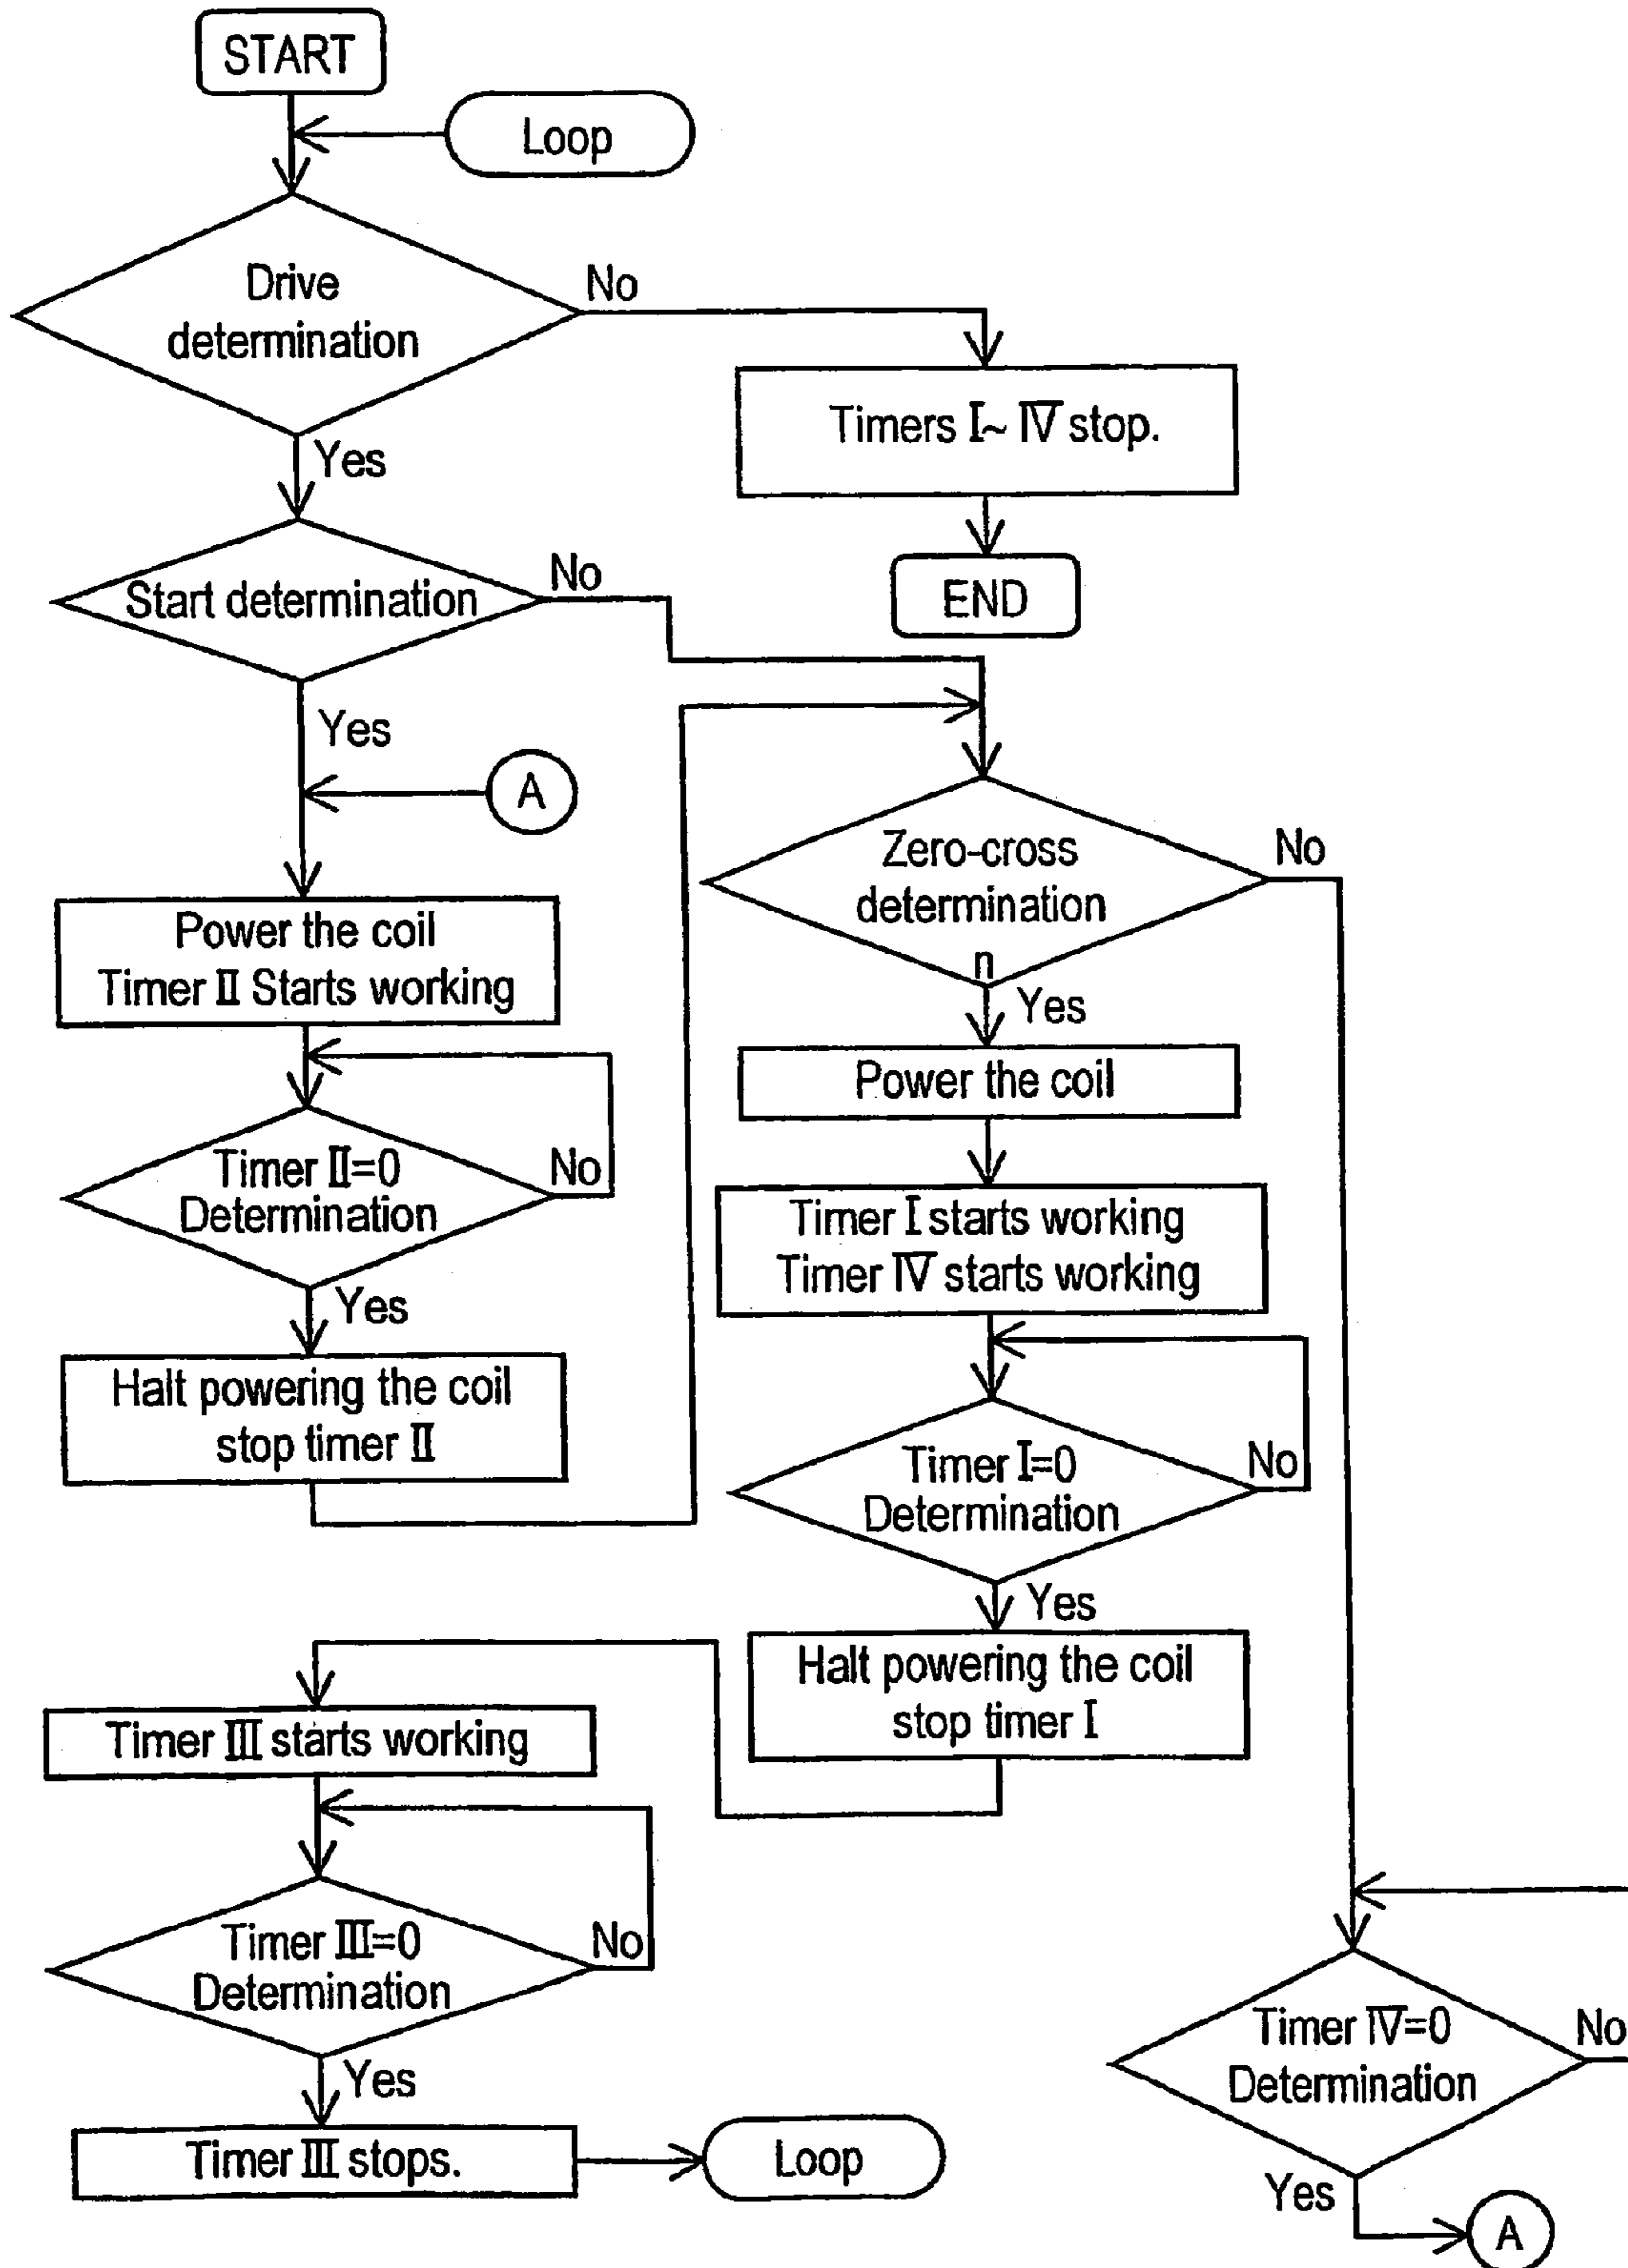 START
Loop
Drive
determination
No
Timers I~ IV stop.
Yes
END
Start determination
No
Yes
A
Zero-cross
determination
n
No
Yes
Power the coil
Timer II Starts working
Power the coil
Timer II=0
Determination
No
Timer I starts working
Timer IV starts working
Yes
Halt powering the coil
stop timer II
Timer I=0
Determination
No
Yes
Halt powering the coil
stop timer I
Timer III starts working
Timer III=0
Determination
No
Timer IV=0
Determination
No
Yes
Timer III stops.
Loop
Yes
A